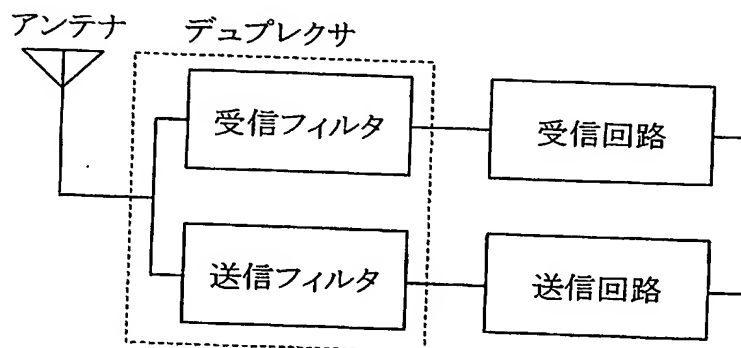 アンテナ
デュプレクサ
受信フィルタ
受信回路
送信フィルタ
送信回路